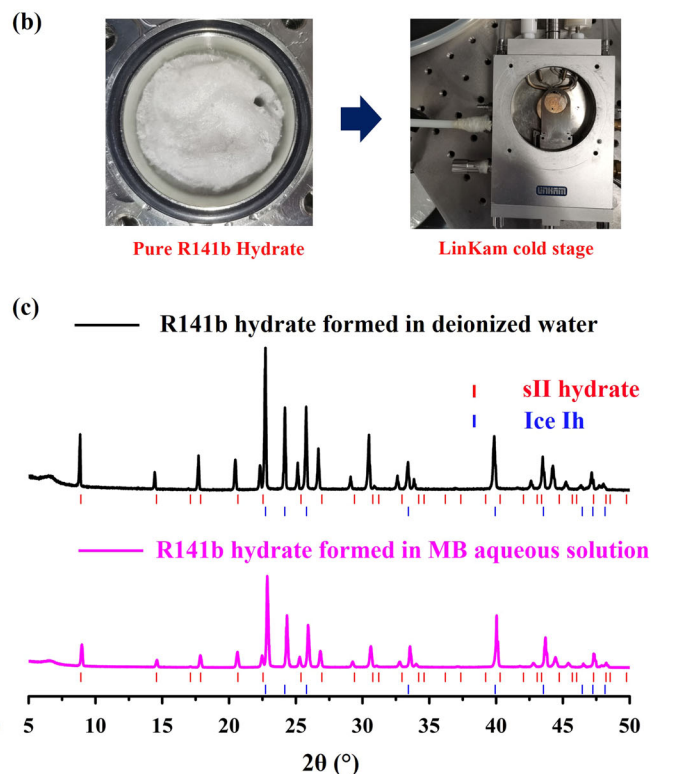 (b)
LINKAM
Pure R141b Hydrate
LinKam cold stage
(c)
R141b hydrate formed in deionized water
sII hydrate
Ice Ih
R141b hydrate formed in MB aqueous solution
5 10 15 20 25 30 35 40 45 50
2θ (°)